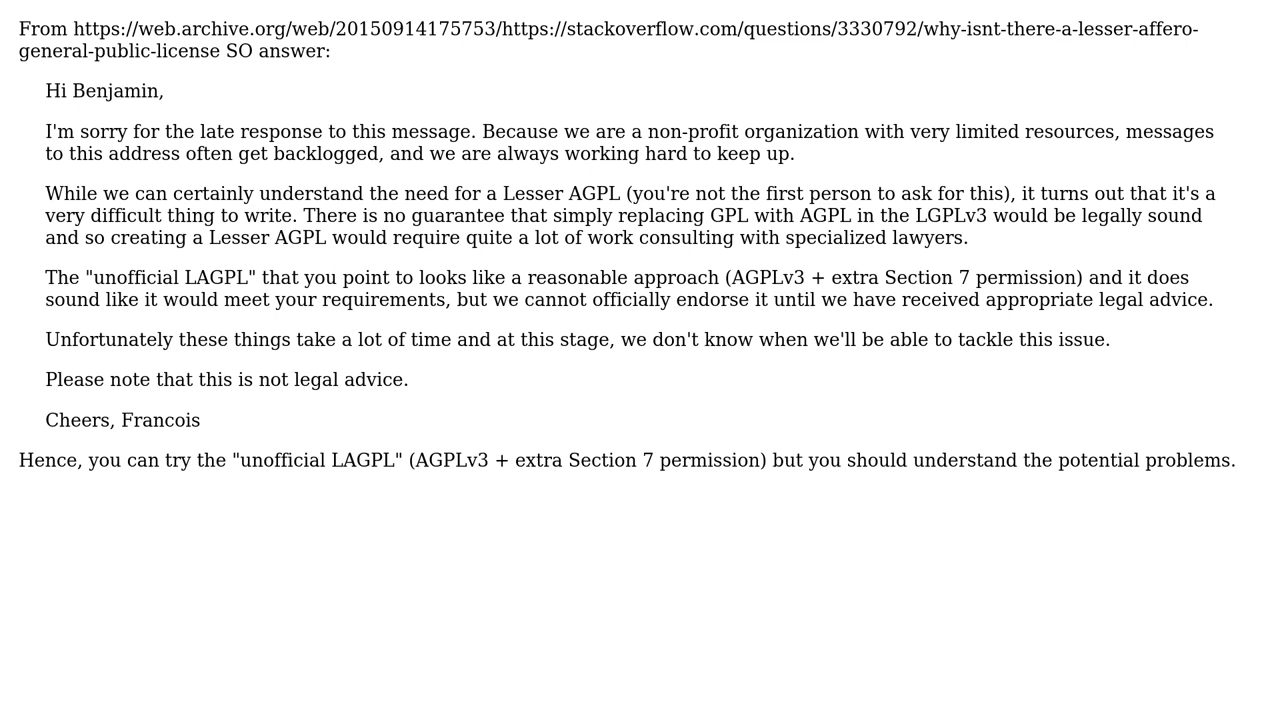 From https://web.archive.org/web/20150914175753/https://stackoverflow.com/questions/3330792/why-isnt-there-a-lesser-affero-
general-public-license SO answer:
Hi Benjamin,
I'm sorry for the late response to this message. Because we are a non-profit organization with very limited resources, messages
to this address often get backlogged, and we are always working hard to keep up.
While we can certainly understand the need for a Lesser AGPL (you're not the first person to ask for this), it turns out that it's a
very difficult thing to write. There is no guarantee that simply replacing GPL with AGPL in the LGPLv3 would be legally sound
and so creating a Lesser AGPL would require quite a lot of work consulting with specialized lawyers.
The "unofficial LAGPL" that you point to looks like a reasonable approach (AGPLv3 + extra Section 7 permission) and it does
sound like it would meet your requirements, but we cannot officially endorse it until we have received appropriate legal advice.
Unfortunately these things take a lot of time and at this stage, we don't know when we'll be able to tackle this issue.
Please note that this is not legal advice.
Cheers, Francois
Hence, you can try the "unofficial LAGPL" (AGPLv3 + extra Section 7 permission) but you should understand the potential problems.